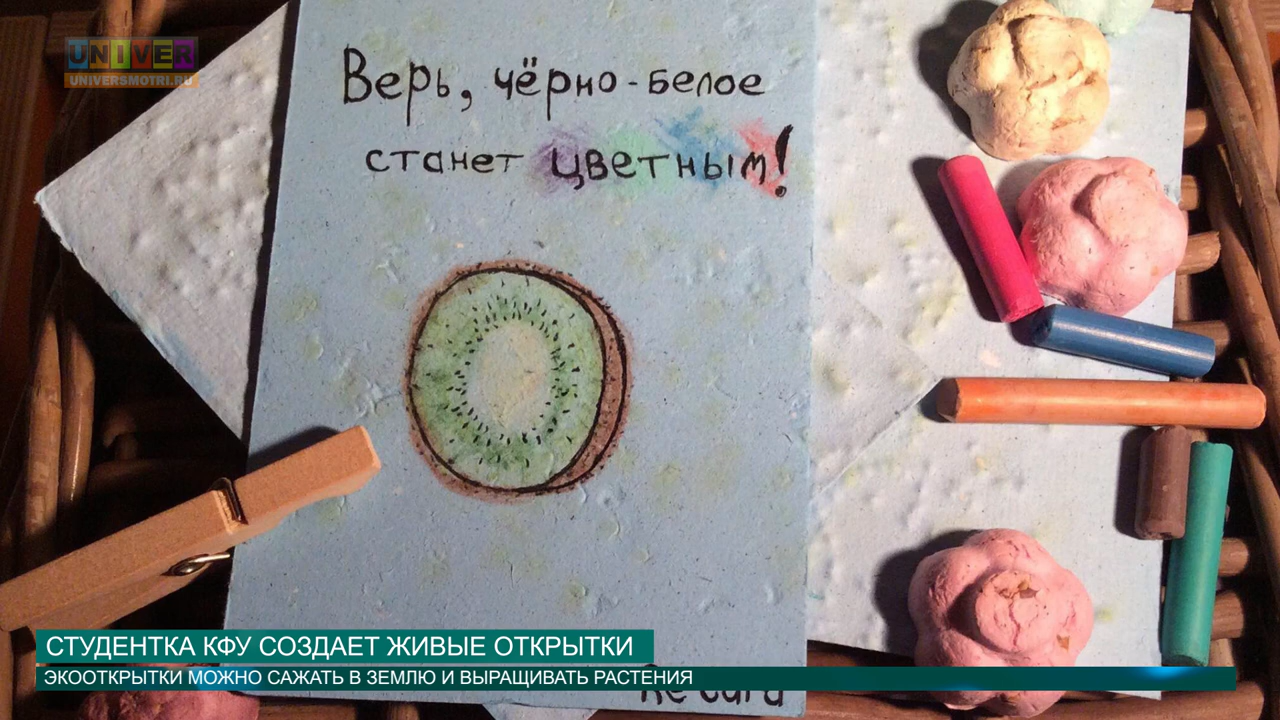 UNIVER
UNIVERSMOTRI.RU
Верь, чёрно-белое
станет цветным!
СТУДЕНТКА КФУ СОЗДАЕТ ЖИВЫЕ ОТКРЫТКИ
ЭКООТКРЫТКИ МОЖНО САЖАТЬ В ЗЕМЛЮ И ВЫРАЩИВАТЬ РАСТЕНИЯ